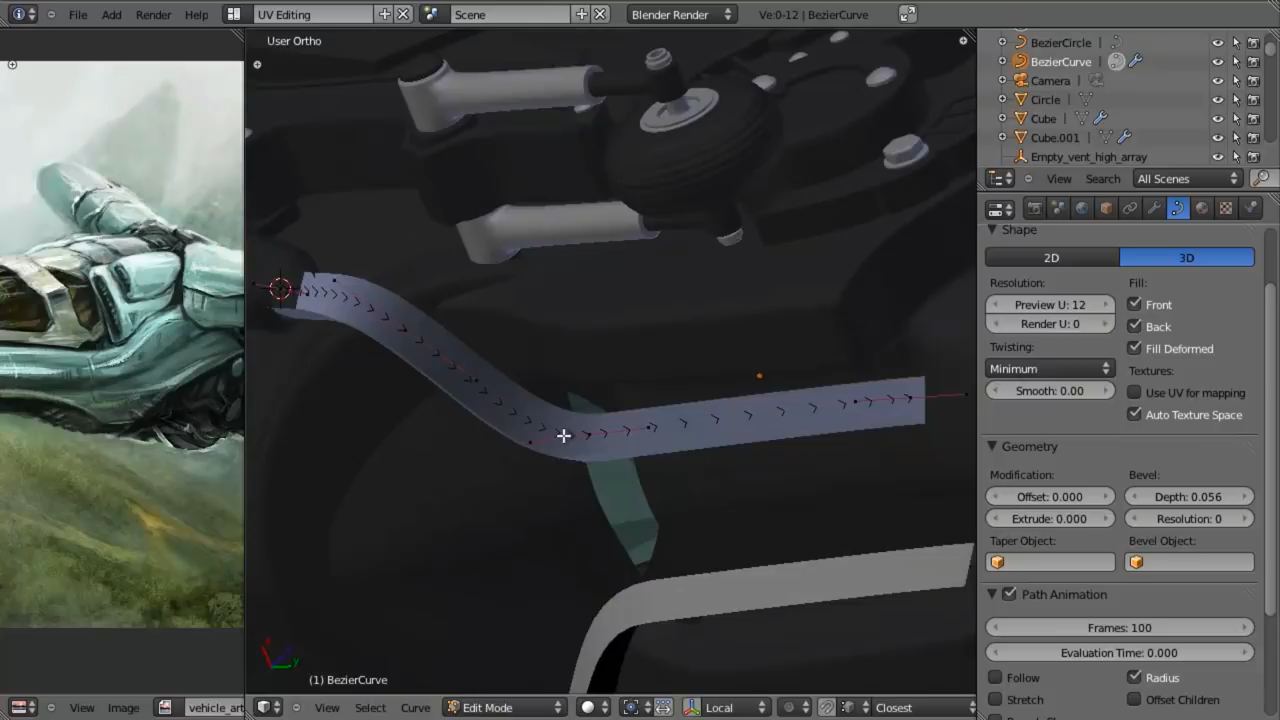 File Add Render Help UV Editing Scene Blender Render Ve:0-12 | BezierCurve
User Ortho
BezierCircle
BezierCurve
Camera
Circle
Cube
Cube.001
Empty_vent_high_array
View Search All Scenes
Shape
2D 3D
Resolution: Fill:
Preview U: 12 Front
Render U: 0 Back
Twisting: Fill Deformed
Minimum Textures:
Smooth: 0.00 Use UV for mapping
Auto Texture Space
Geometry
Modification: Bevel:
Offset: 0.000 Depth: 0.056
Extrude: 0.000 Resolution: 0
Taper Object: Bevel Object:
Path Animation
Frames: 100
Evaluation Time: 0.000
Follow Radius
Stretch Offset Children
(1) BezierCurve
View Image vehicle_art View Select Curve Edit Mode Local Closest